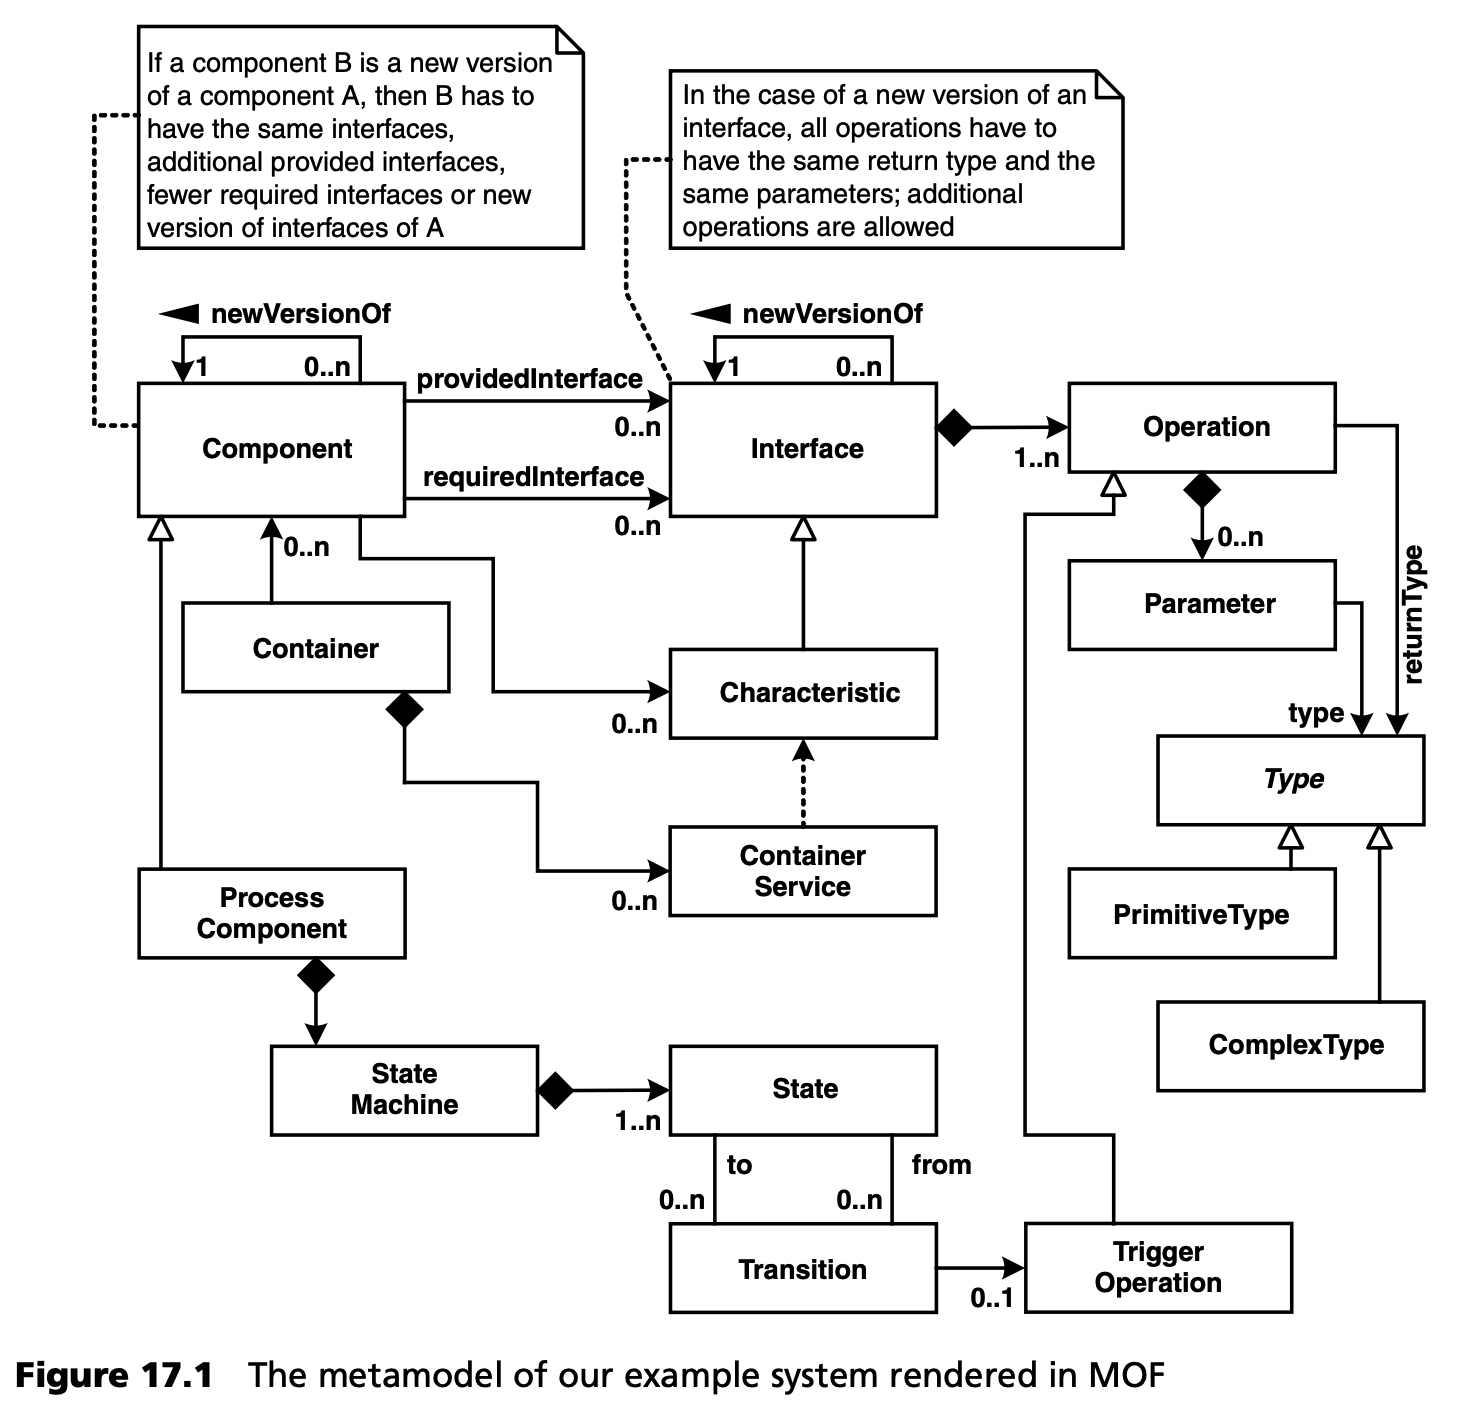 If a component B is a new version
of a component A, then B has to
have the same interfaces,
additional provided interfaces,
fewer required interfaces or new
version of interfaces of A
In the case of a new version of an
interface, all operations have to
have the same return type and the
same parameters; additional
operations are allowed
newVersionOf
1
0..n
newVersionOf
1
0..n
providedInterface
0..n
Component
Interface
Operation
1..n
requiredInterface
0..n
0..n
0..n
Parameter
returnType
Container
Characteristic
0..n
type
Type
Container
Service
0..n
Process
Component
PrimitiveType
ComplexType
State
Machine
State
1..n
to
from
0..n
0..n
Transition
0..1
Trigger
Operation
Figure 17.1 The metamodel of our example system rendered in MOF